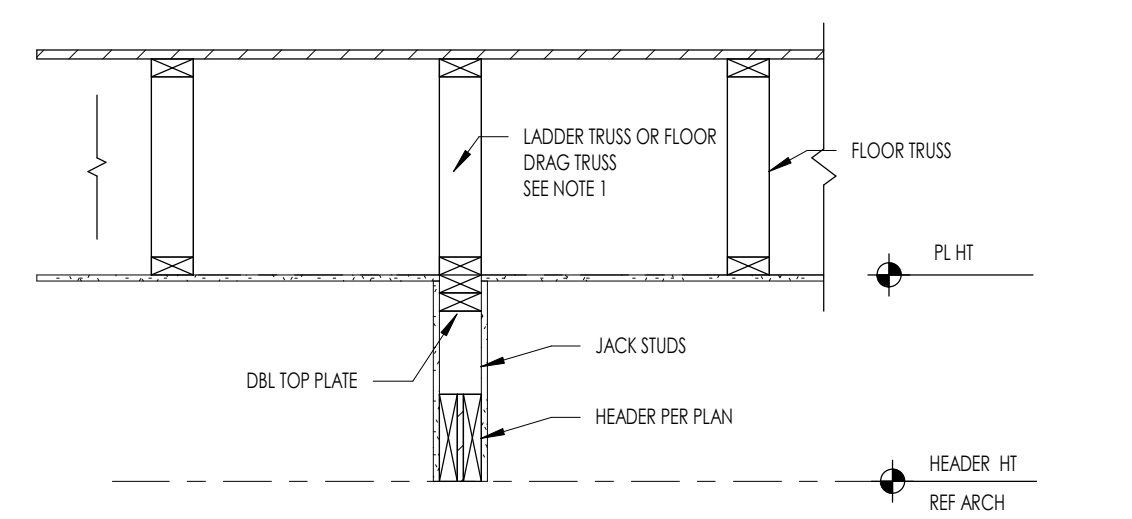 LADDER TRUSS OR FLOOR
DRAG TRUSS
SEE NOTE 1
FLOOR TRUSS
PL HT
JACK STUDS
DBL TOP PLATE
HEADER PER PLAN
HEADER HT
REF ARCH